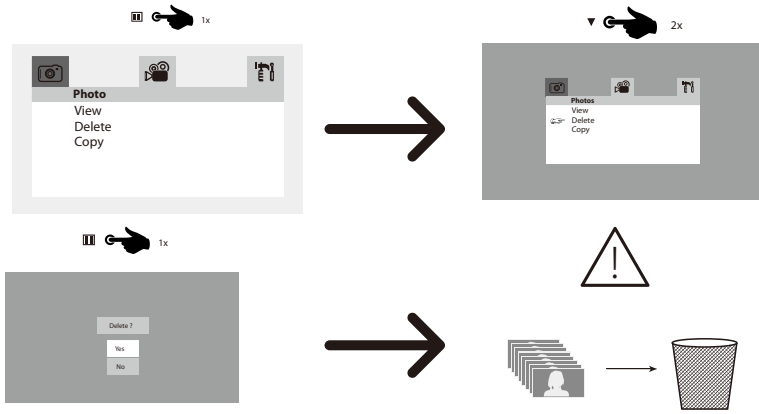 1x
2x
Photo
View
Delete
Copy
Photos
View
Delete
Copy
1x
Delete ?
Yes
No